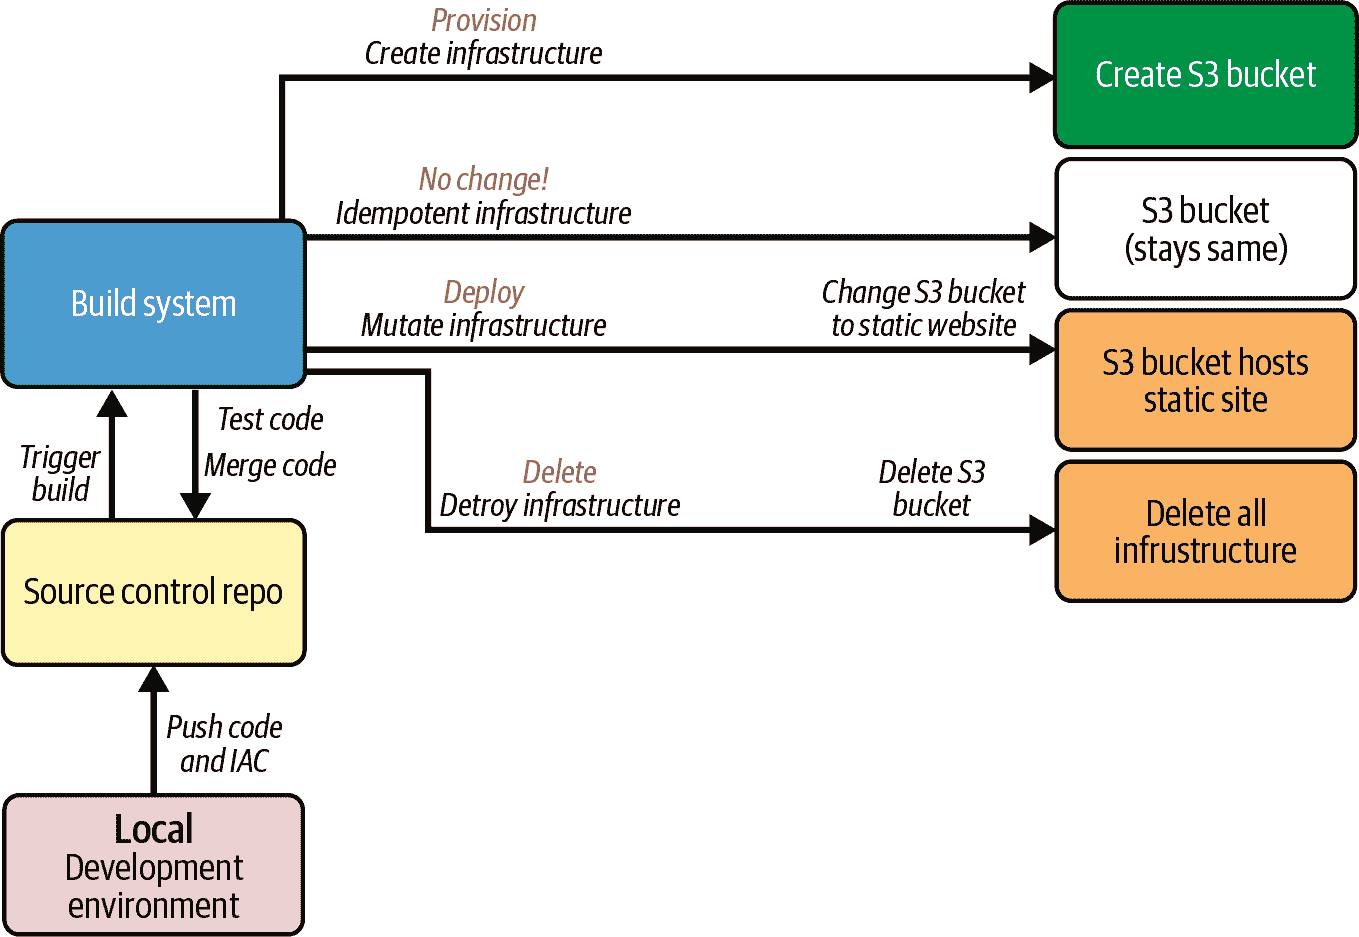 Provision
Create infrastructure
Create S3 bucket
No change!
Idempotent infrastructure
S3 bucket
(stays same)
Build system
Deploy
Mutate infrastructure
Change S3 bucket
to static website
S3 bucket hosts
static site
Test code
Merge code
Trigger
build
Delete
Detroy infrastructure
Delete S3
bucket
Delete all
infrustructure
Source control repo
Push code
and IAC
Local
Development
environment